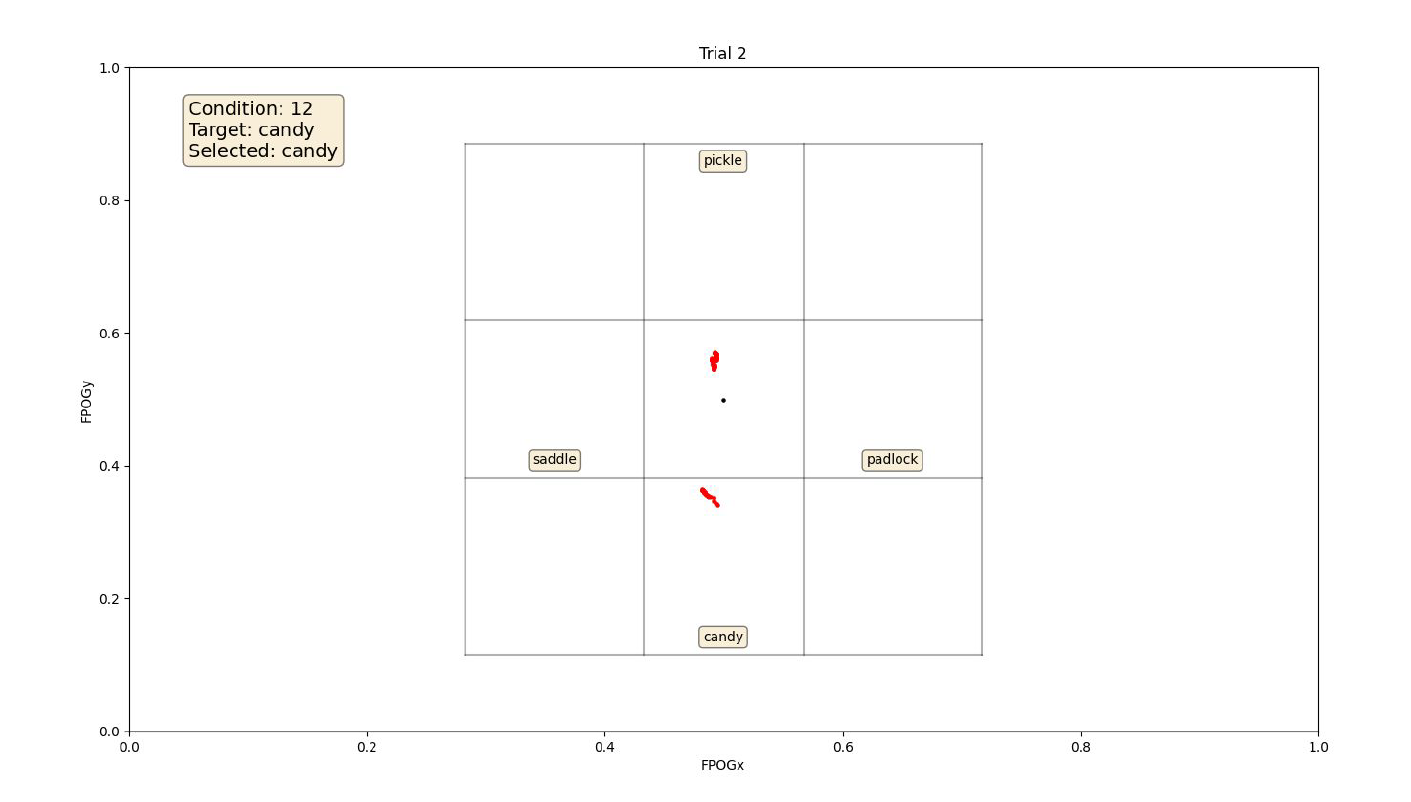 Trial 2
1.0
Condition: 12
Target: candy
Selected: candy
pickle
0.8
0.6
FPOGy
saddle
padlock
0.4
0.2
candy
0.0
0.0
0.2
0.4
0.6
0.8
1.0
FPOGx